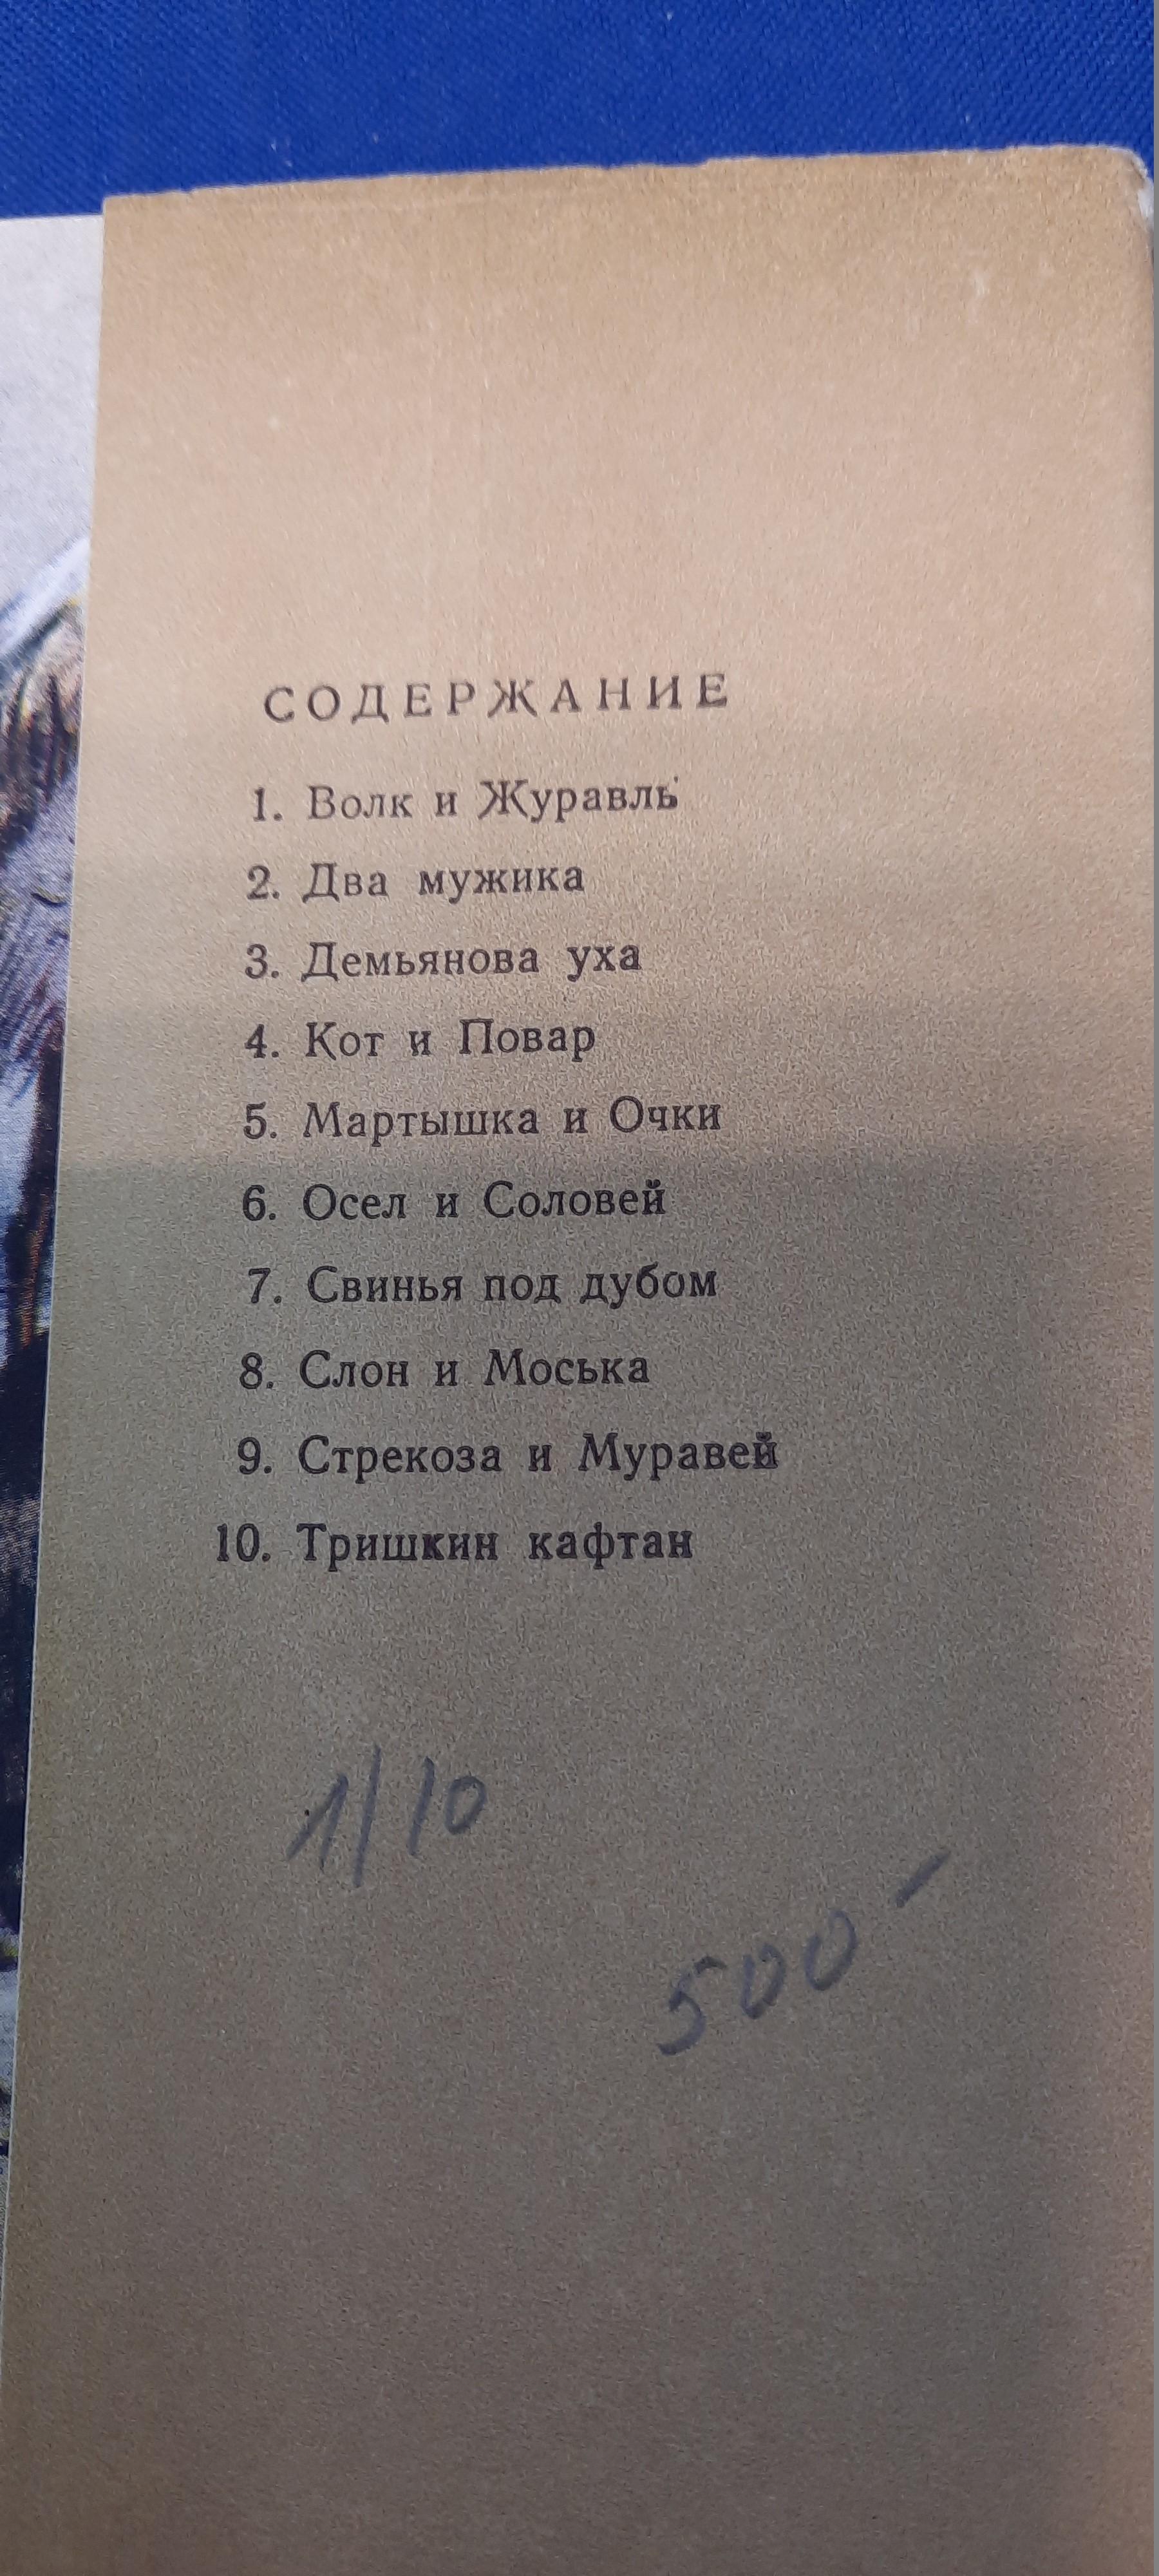 СОДЕРЖАНИЕ
1. Волк и Журавль
2. Два мужика
3. Демьянова уха
4. Кот и Повар
5. Мартышка и Очки
6. Осел и Соловей
7. Свинья под дубом
8. Слон и Моська
9. Стрекоза и Муравей
10. Тришкин кафтан
1/10
500-